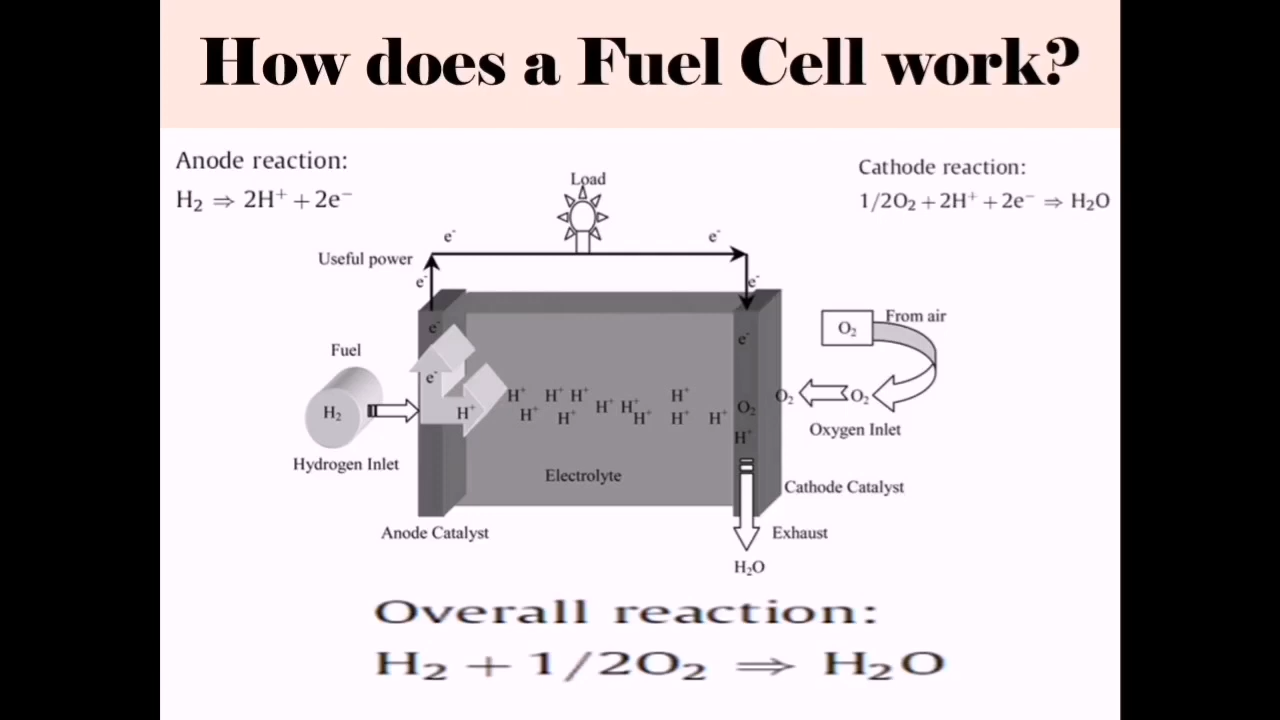 How does a Fuel Cell work?
Anode reaction:
H₂ ⇒ 2H⁺ + 2e⁻
Cathode reaction:
1/2O₂ + 2H⁺ + 2e⁻ ⇒ H₂O
Load
e⁻ e⁻
Useful power
e⁻ e⁻
e⁻ e⁻
Fuel
O₂ From air
e⁻
H₂
H⁺
H⁺ H⁺ H⁺ H⁺ H⁺ H⁺
H⁺ H⁺ H⁺ H⁺ H⁺
O₂ O₂ O₂
H⁺
Oxygen Inlet
Hydrogen Inlet
Electrolyte
Cathode Catalyst
Anode Catalyst
Exhaust
H₂O
Overall reaction:
H₂ + 1/2O₂ ⇒ H₂O